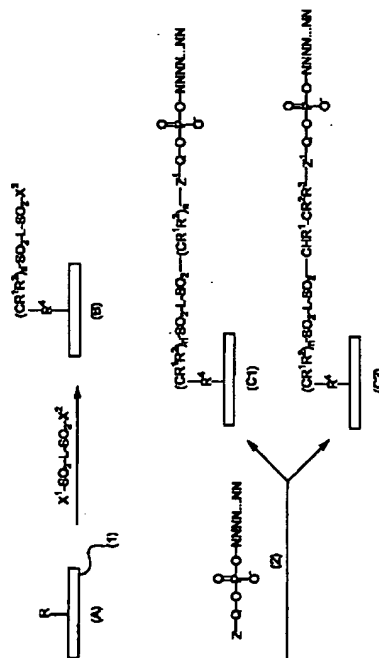 R
(A)
(1)
X¹-SO₂-L-SO₂-X²
(CR¹R²)ₙ-SO₂-L-SO₂-X²
R⁴
(B)
Z-Q-O-P-O-NNNN...NN
O
O⁻
(2)
(CR¹R²)ₙ-SO₂-L-SO₂-(CR¹R²)ₙ-Z¹-Q-O-P-O-NNNN...NN
O
O⁻
R⁴
(C1)
(CR¹R²)ₙ-SO₂-L-SO₂-CHR¹-CR²R³-Z¹-Q-O-P-O-NNNN...NN
O
O⁻
R⁴
(C2)